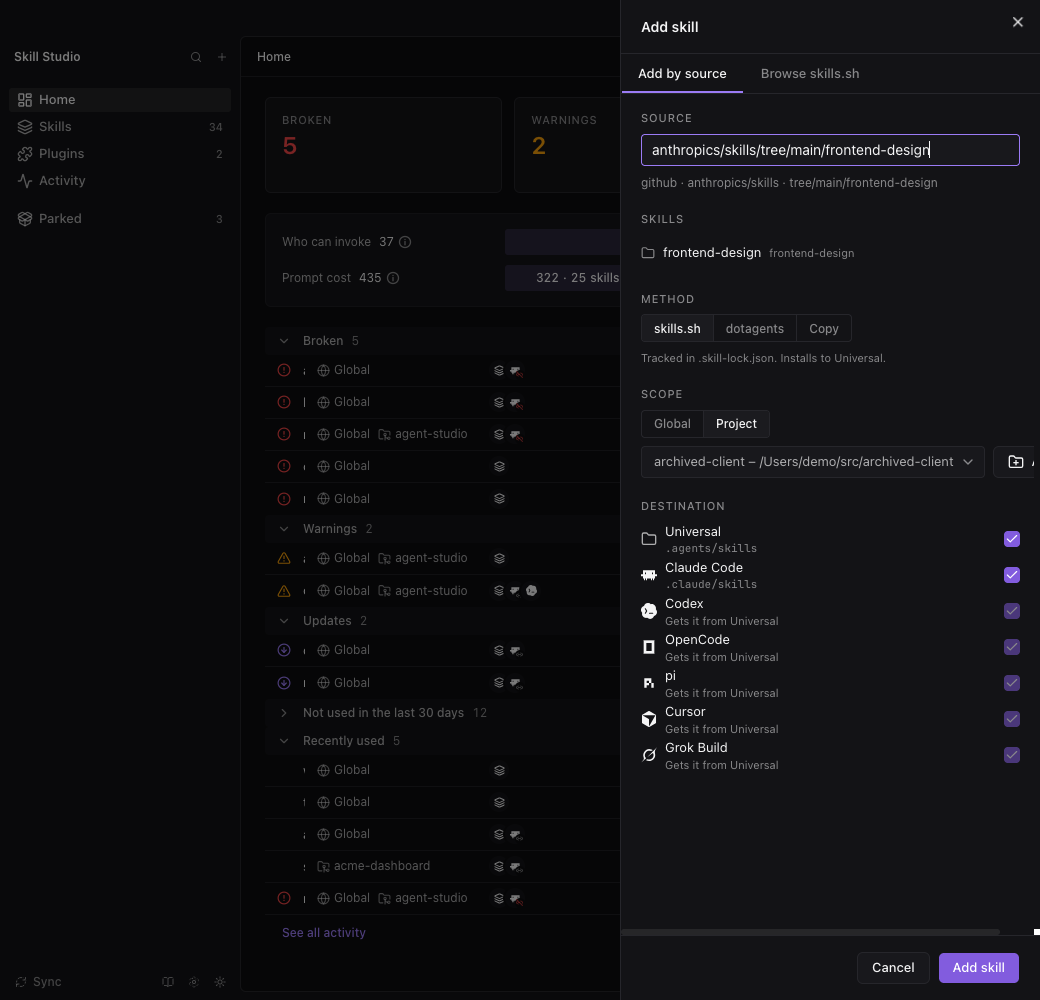 Skill Studio
Home
Skills 34
Plugins 2
Activity
Parked 3
Sync
Home
BROKEN
5
WARNINGS
2
Who can invoke 37
Prompt cost 435
322 · 25 skills
Broken 5
Global
Global
Global agent-studio
Global
Global
Warnings 2
Global agent-studio
Global agent-studio
Updates 2
Global
Global
Not used in the last 30 days 12
Recently used 5
Global
Global
Global
acme-dashboard
Global agent-studio
See all activity
Add skill
Add by source Browse skills.sh
SOURCE
anthropics/skills/tree/main/frontend-design
github · anthropics/skills · tree/main/frontend-design
SKILLS
frontend-design frontend-design
METHOD
skills.sh dotagents Copy
Tracked in .skill-lock.json. Installs to Universal.
SCOPE
Global Project
archived-client – /Users/demo/src/archived-client
DESTINATION
Universal
.agents/skills
Claude Code
.claude/skills
Codex
Gets it from Universal
OpenCode
Gets it from Universal
pi
Gets it from Universal
Cursor
Gets it from Universal
Grok Build
Gets it from Universal
Cancel Add skill